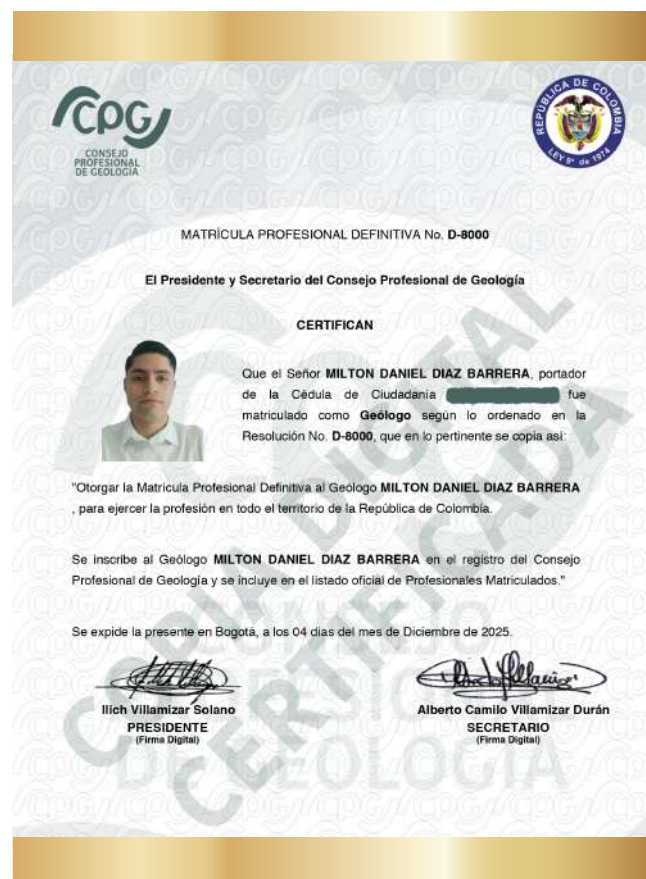 CPG
CONSEJO
PROFESIONAL
DE GEOLOGÍA
REPÚBLICA DE COLOMBIA
LEY 9ª de 1974
MATRÍCULA PROFESIONAL DEFINITIVA No. D-8000
El Presidente y Secretario del Consejo Profesional de Geología
CERTIFICAN
Que el Señor MILTON DANIEL DIAZ BARRERA, portador
de la Cédula de Ciudadanía fue
matriculado como Geólogo según lo ordenado en la
Resolución No. D-8000, que en lo pertinente se copia así:
"Otorgar la Matricula Profesional Definitiva al Geólogo MILTON DANIEL DIAZ BARRERA
, para ejercer la profesión en todo el territorio de la República de Colombia.
Se inscribe al Geólogo MILTON DANIEL DIAZ BARRERA en el registro del Consejo
Profesional de Geología y se incluye en el listado oficial de Profesionales Matriculados."
Se expide la presente en Bogotá, a los 04 días del mes de Diciembre de 2025.
Ilich Villamizar Solano
PRESIDENTE
(Firma Digital)
Alberto Camilo Villamizar Durán
SECRETARIO
(Firma Digital)
COPIA DIGITAL
CERTIFICADA
CONSEJO
PROFESIONAL
DE GEOLOGÍA